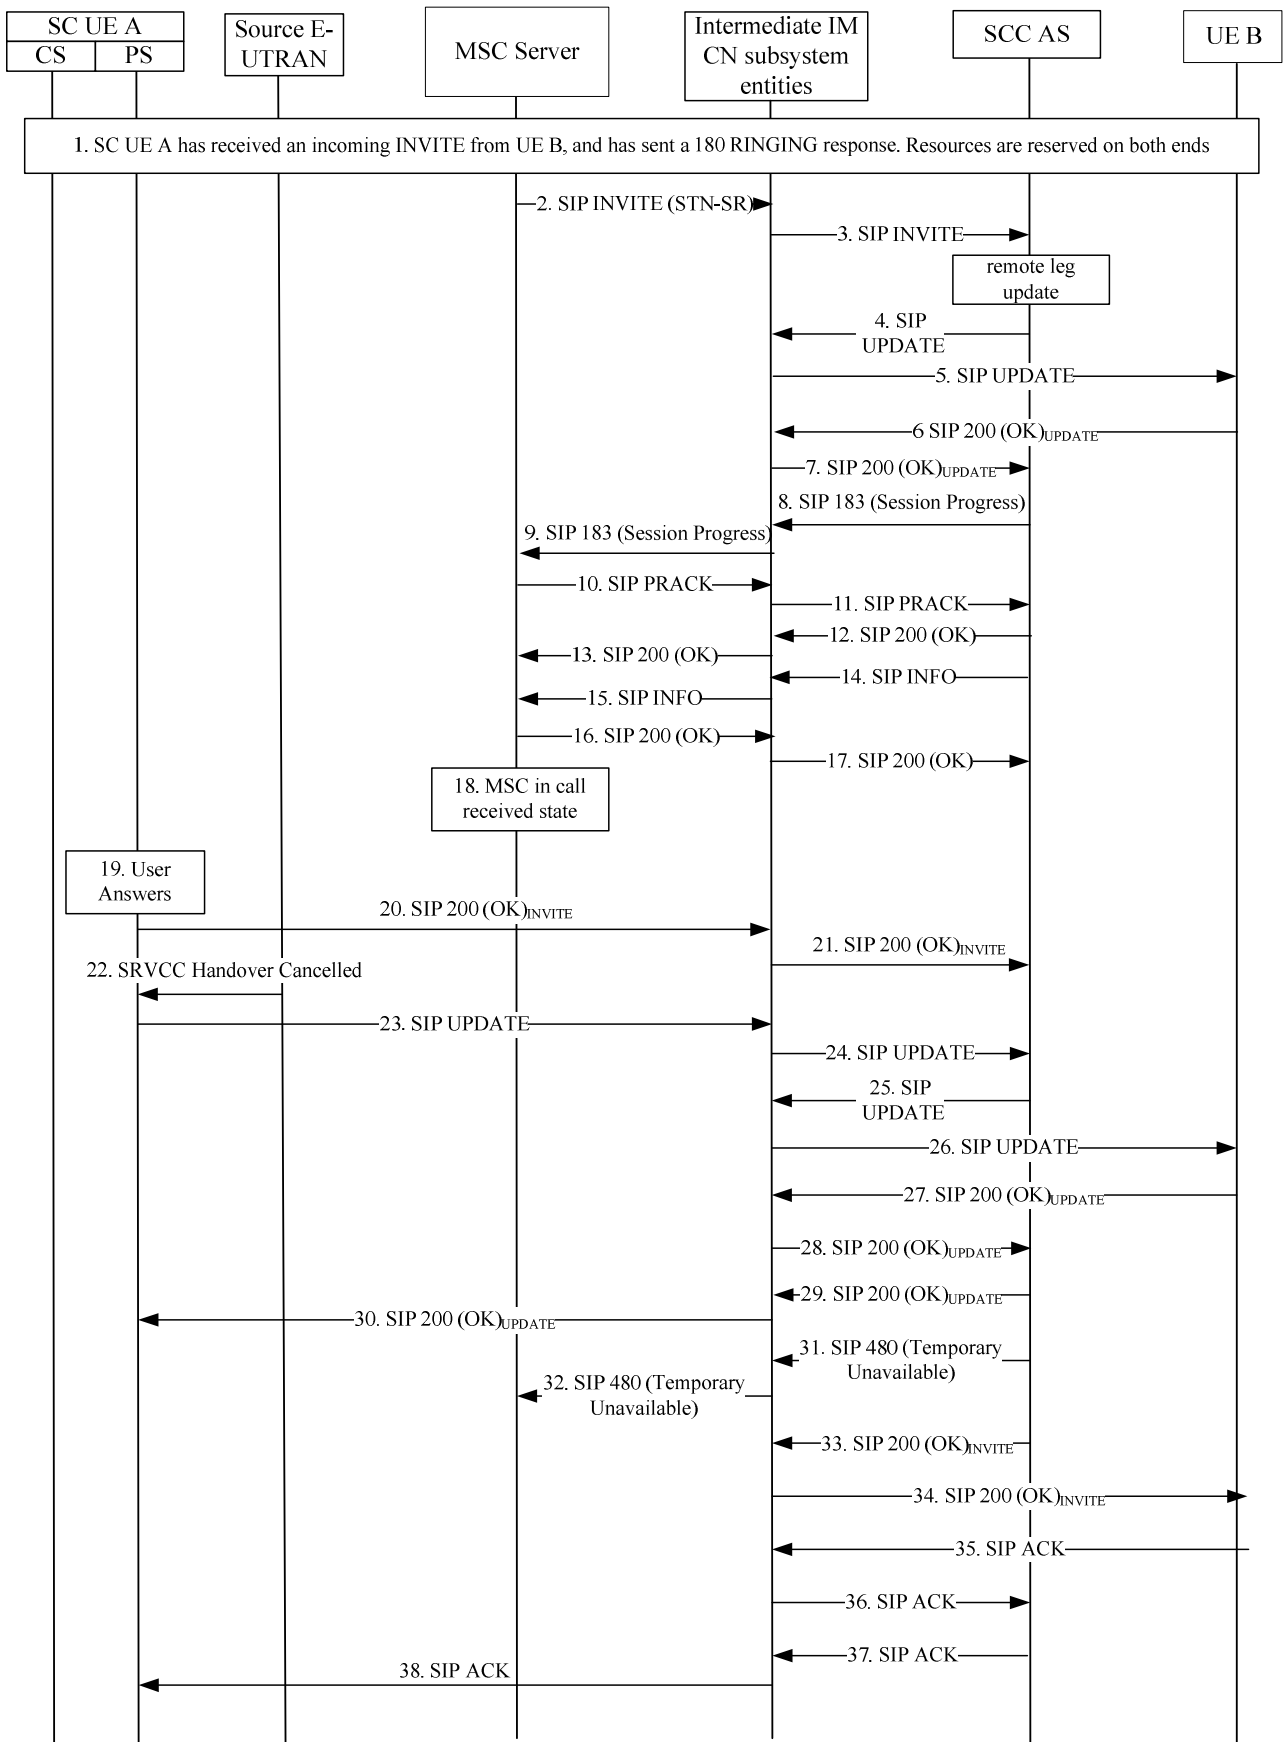 SC UE A
CS PS
Source E-
UTRAN
MSC Server
Intermediate IM
CN subsystem
entities
SCC AS
UE B
1. SC UE A has received an incoming INVITE from UE B, and has sent a 180 RINGING response. Resources are reserved on both ends
2. SIP INVITE (STN-SR)
3. SIP INVITE
remote leg
update
4. SIP
UPDATE
5. SIP UPDATE
6 SIP 200 (OK)UPDATE
7. SIP 200 (OK)UPDATE
8. SIP 183 (Session Progress)
9. SIP 183 (Session Progress)
10. SIP PRACK
11. SIP PRACK
12. SIP 200 (OK)
13. SIP 200 (OK)
14. SIP INFO
15. SIP INFO
16. SIP 200 (OK)
17. SIP 200 (OK)
18. MSC in call
received state
19. User
Answers
20. SIP 200 (OK)INVITE
21. SIP 200 (OK)INVITE
22. SRVCC Handover Cancelled
23. SIP UPDATE
24. SIP UPDATE
25. SIP
UPDATE
26. SIP UPDATE
27. SIP 200 (OK)UPDATE
28. SIP 200 (OK)UPDATE
29. SIP 200 (OK)UPDATE
30. SIP 200 (OK)UPDATE
31. SIP 480 (Temporary
Unavailable)
32. SIP 480 (Temporary
Unavailable)
33. SIP 200 (OK)INVITE
34. SIP 200 (OK)INVITE
35. SIP ACK
36. SIP ACK
37. SIP ACK
38. SIP ACK